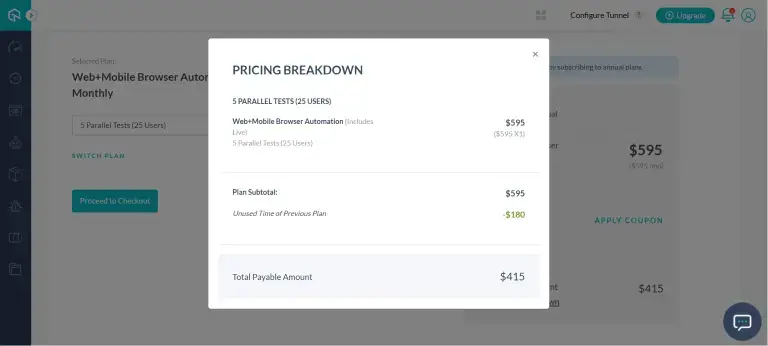 Configure Tunnel
Upgrade
Selected Plan:
Web+Mobile Browser Autor
Monthly
5 Parallel Tests (25 Users)
SWITCH PLAN
Proceed to Checkout
by subscribing to annual plans
$595
($595 /mo)
APPLY COUPON
$415
×
PRICING BREAKDOWN
5 PARALLEL TESTS (25 USERS)
Web+Mobile Browser Automation (Includes $595
Live) ($595 X1)
5 Parallel Tests (25 Users)
Plan Subtotal: $595
Unused Time of Previous Plan -$180
Total Payable Amount $415